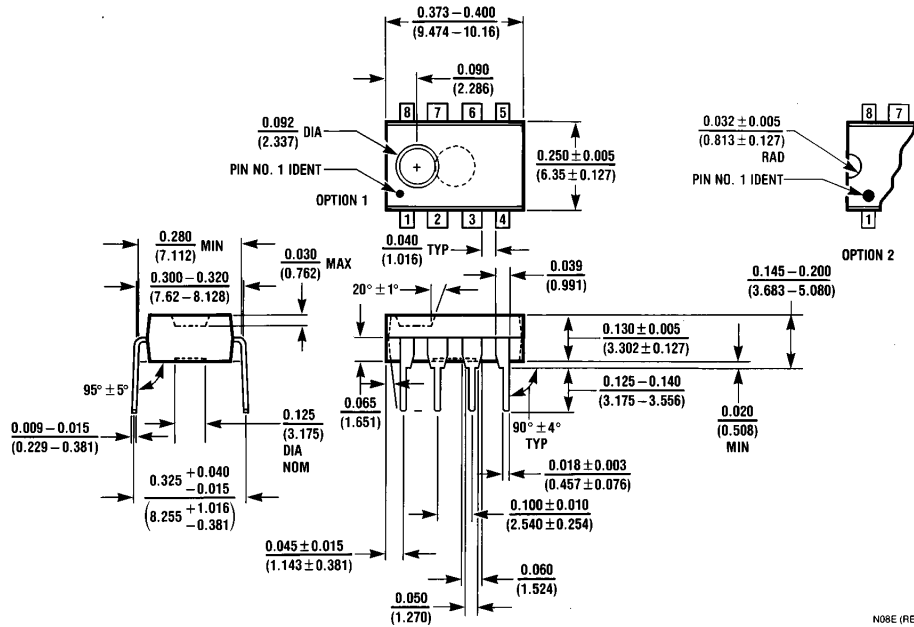 0.373 – 0.400
(9.474 – 10.16)
0.090
(2.286)
8 7 6 5
0.092 DIA
(2.337)
PIN NO. 1 IDENT
OPTION 1
1 2 3 4
0.250 ± 0.005
(6.35 ± 0.127)
8 7
0.032 ± 0.005
(0.813 ± 0.127)
RAD
PIN NO. 1 IDENT
1
OPTION 2
0.280 MIN
(7.112)
0.300 – 0.320
(7.62 – 8.128)
0.030 MAX
(0.762)
0.040 TYP
(1.016)
0.039
(0.991)
20° ± 1°
0.145 – 0.200
(3.683 – 5.080)
0.130 ± 0.005
(3.302 ± 0.127)
0.125 – 0.140
(3.175 – 3.556)
0.020
(0.508)
MIN
95° ± 5°
0.009 – 0.015
(0.229 – 0.381)
0.125
(3.175)
DIA
NOM
0.065
(1.651)
90° ± 4°
TYP
0.325 +0.040 −0.015
(8.255 +1.016 −0.381)
0.018 ± 0.003
(0.457 ± 0.076)
0.100 ± 0.010
(2.540 ± 0.254)
0.045 ± 0.015
(1.143 ± 0.381)
0.060
(1.524)
0.050
(1.270)
N08E (RE